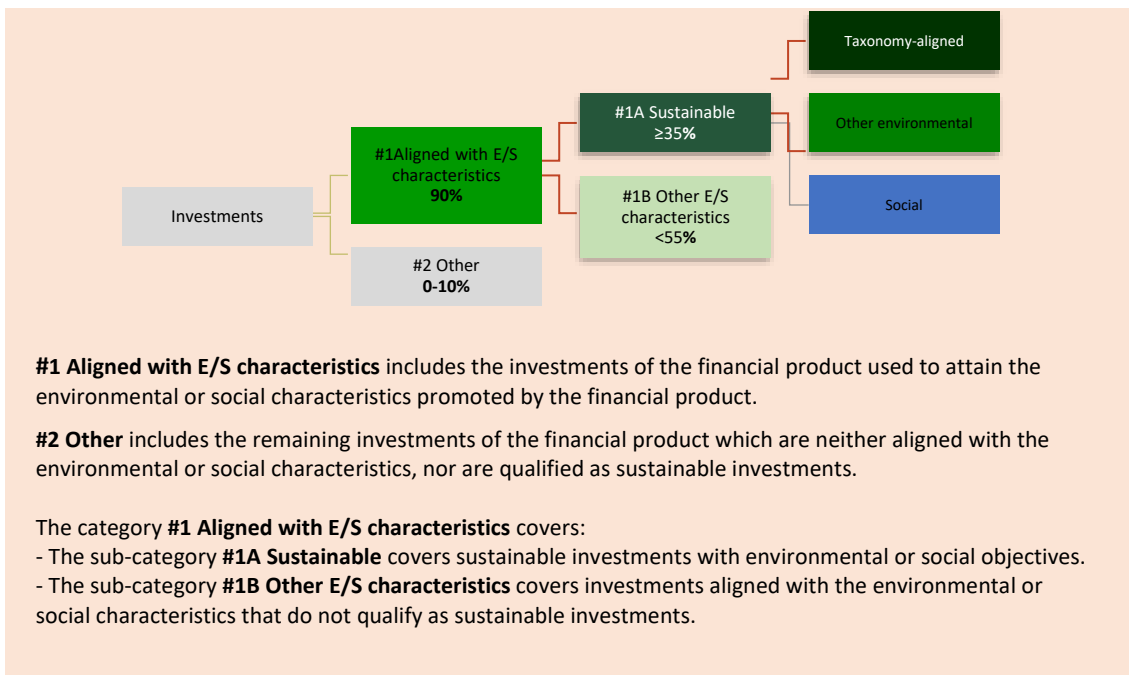 Taxonomy-aligned
#1A Sustainable
≥35%
Other environmental
#1Aligned with E/S
characteristics
90%
#1B Other E/S
characteristics
<55%
Investments
Social
#2 Other
0-10%
#1 Aligned with E/S characteristics includes the investments of the financial product used to attain the
environmental or social characteristics promoted by the financial product.
#2 Other includes the remaining investments of the financial product which are neither aligned with the
environmental or social characteristics, nor are qualified as sustainable investments.
The category #1 Aligned with E/S characteristics covers:
- The sub-category #1A Sustainable covers sustainable investments with environmental or social objectives.
- The sub-category #1B Other E/S characteristics covers investments aligned with the environmental or
social characteristics that do not qualify as sustainable investments.